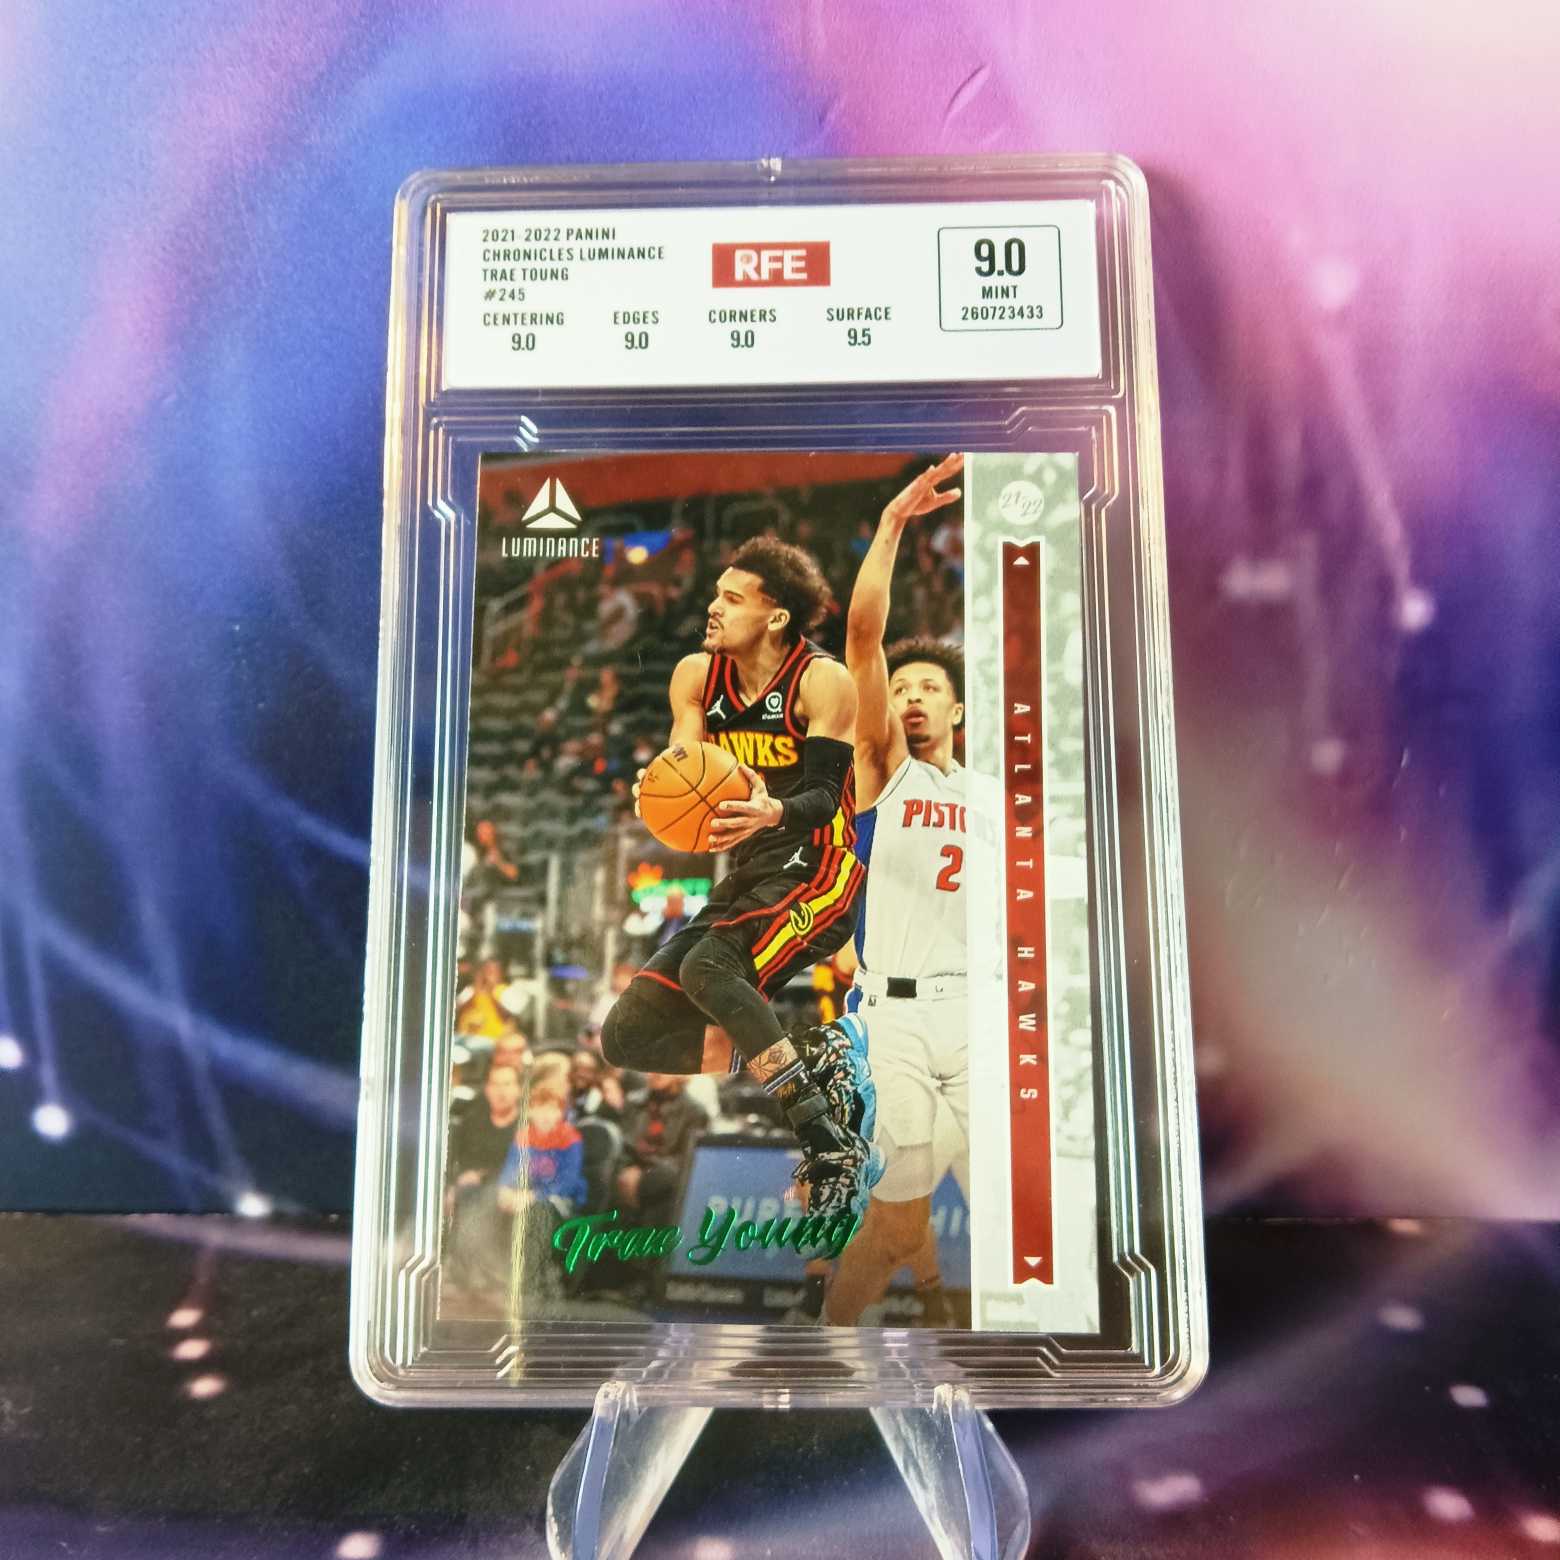 2021-2022 PANINI
CHRONICLES LUMINANCE
TRAE TOUNG
#245
RFE
9.0
MINT
260723433
CENTERING EDGES CORNERS SURFACE
9.0 9.0 9.0 9.5
LUMINANCE
21-22
HAWKS
PISTO
2
ATLANTA HAWKS
Trae Young